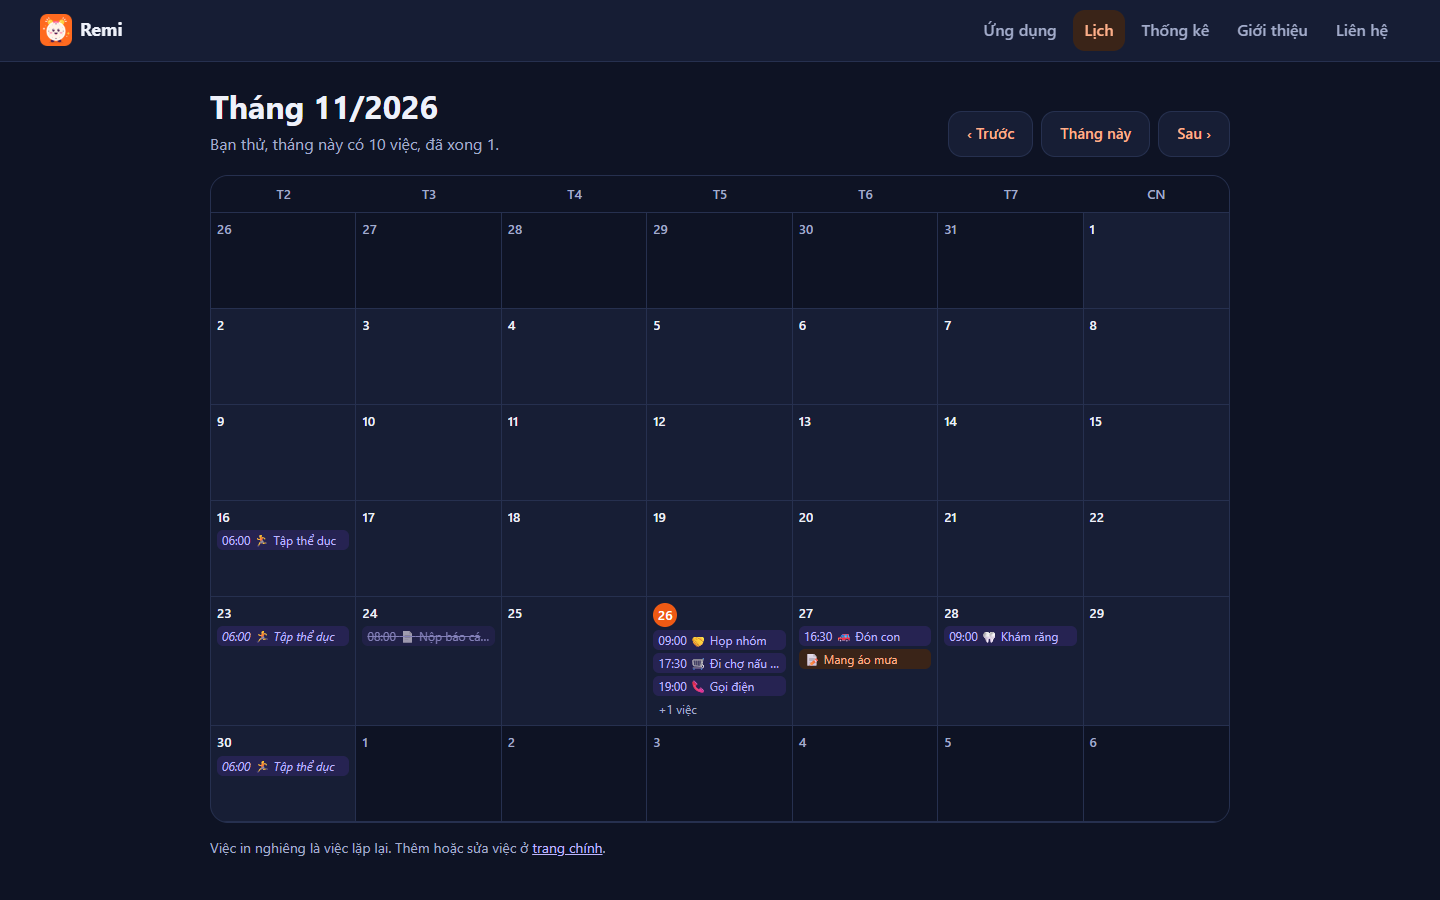 Remi
Ứng dụng
Lịch
Thống kê
Giới thiệu
Liên hệ
Tháng 11/2026
Bạn thử, tháng này có 10 việc, đã xong 1.
‹ Trước
Tháng này
Sau ›
T2 T3 T4 T5 T6 T7 CN
26 27 28 29 30 31 1
2 3 4 5 6 7 8
9 10 11 12 13 14 15
16 17 18 19 20 21 22
06:00 🏃 Tập thể dục
23 24 25 26 27 28 29
06:00 🏃 Tập thể dục
08:00 📄 Nộp báo cá...
09:00 🤝 Họp nhóm
17:30 🛒 Đi chợ nấu ...
19:00 📞 Gọi điện
+1 việc
16:30 🚗 Đón con
📝 Mang áo mưa
09:00 🦷 Khám răng
30 1 2 3 4 5 6
06:00 🏃 Tập thể dục
Việc in nghiêng là việc lặp lại. Thêm hoặc sửa việc ở trang chính.